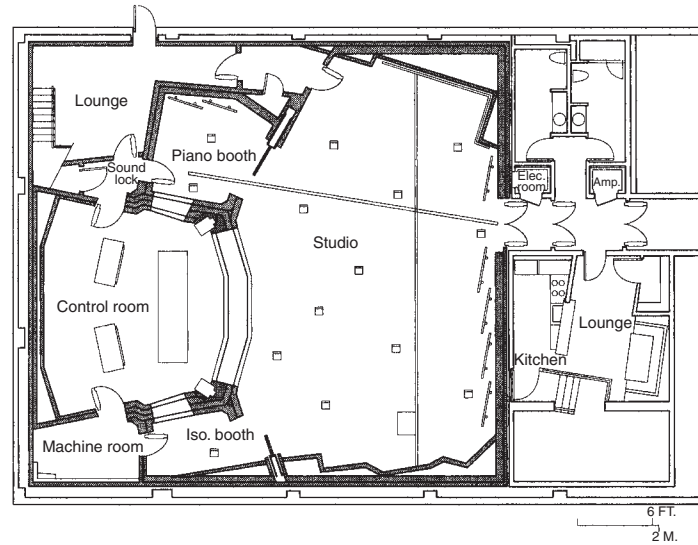 Lounge
Piano booth
Sound
lock
Elec.
room
Amp.
Studio
Control room
Lounge
Kitchen
Iso. booth
Machine room
6 FT.
2 M.